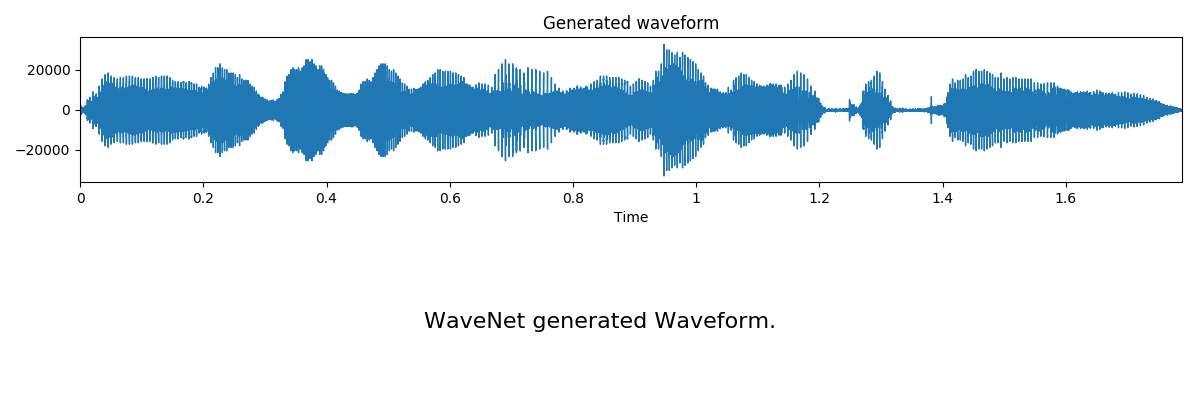 Generated waveform
20000
0
−20000
0 0.2 0.4 0.6 0.8 1 1.2 1.4 1.6
Time
WaveNet generated Waveform.